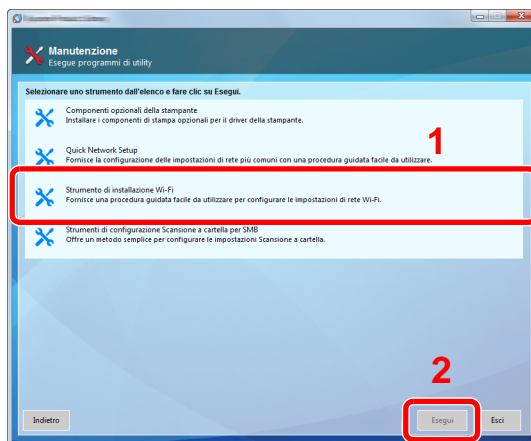 Manutenzione
Esegue programmi di utility
Selezionare uno strumento dall'elenco e fare clic su Esegui.
Componenti opzionali della stampante
Installare i componenti di stampa opzionali per il driver della stampante.
1
Quick Network Setup
Fornisce la configurazione delle impostazioni di rete più comuni con una procedura guidata facile da utilizzare.
Strumento di installazione Wi-Fi
Fornisce una procedura guidata facile da utilizzare per configurare le impostazioni di rete Wi-Fi.
Strumenti di configurazione Scansione a cartella per SMB
Offre un metodo semplice per configurare le impostazioni Scansione a cartella.
2
Indietro
Esegui
Esci